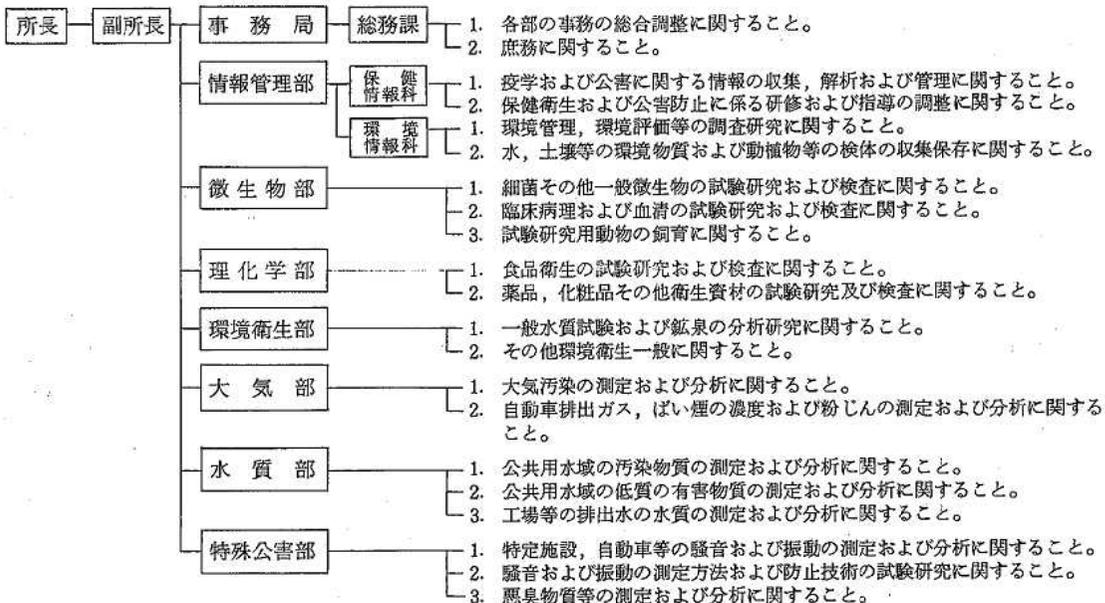 所長 副所長 事務局 総務課 1. 各部の事務の総合調整に関すること。
2. 庶務に関すること。
情報管理部 保健情報科 1. 疫学および公害に関する情報の収集，解析および管理に関すること。
2. 保健衛生および公害防止に係る研修および指導の調整に関すること。
環境情報科 1. 環境管理，環境評価等の調査研究に関すること。
2. 水，土壌等の環境物質および動植物等の検体の収集保存に関すること。
微生物部 1. 細菌その他一般微生物の試験研究および検査に関すること。
2. 臨床病理および血清の試験研究および検査に関すること。
3. 試験研究用動物の飼育に関すること。
理化学部 1. 食品衛生の試験研究および検査に関すること。
2. 薬品，化粧品その他衛生資材の試験研究及び検査に関すること。
環境衛生部 1. 一般水質試験および鉱泉の分析研究に関すること。
2. その他環境衛生一般に関すること。
大気部 1. 大気汚染の測定および分析に関すること。
2. 自動車排出ガス，ばい煙の濃度および粉じんの測定および分析に関する
こと。
水質部 1. 公共用水域の汚染物質の測定および分析に関すること。
2. 公共用水域の低質の有害物質の測定および分析に関すること。
3. 工場等の排出水の水質の測定および分析に関すること。
特殊公害部 1. 特定施設，自動車等の騒音および振動の測定および分析に関すること。
2. 騒音および振動の測定方法および防止技術の試験研究に関すること。
3. 悪臭物質等の測定および分析に関すること。